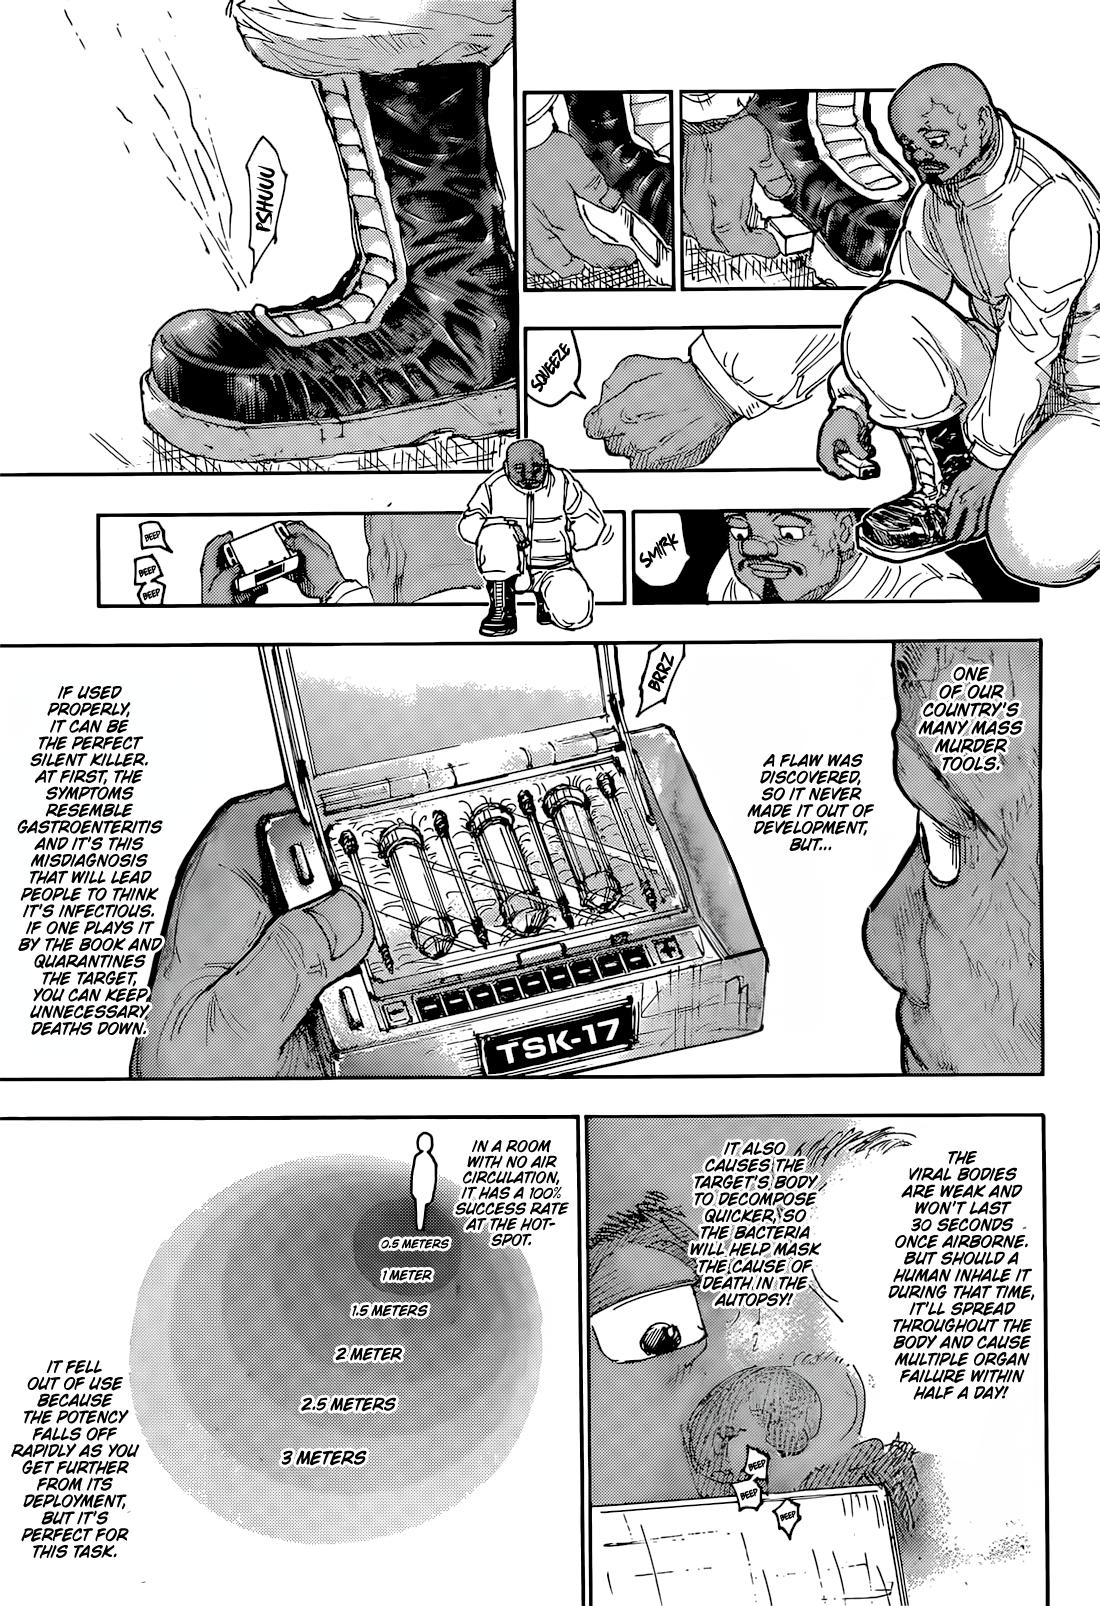 PSHUUU
SQUEEZE
SMIRK
BEEP
BEEP
BEEP
ONE
OF OUR
COUNTRY'S
MANY MASS
MURDER
TOOLS.
BRRZ
A FLAW WAS
DISCOVERED,
SO IT NEVER
MADE IT OUT OF
DEVELOPMENT,
BUT...
TSK-17
IF USED
PROPERLY,
IT CAN BE
THE PERFECT
SILENT KILLER.
AT FIRST, THE
SYMPTOMS
RESEMBLE
GASTROENTERITIS
AND IT'S THIS
MISDIAGNOSIS
THAT WILL LEAD
PEOPLE TO THINK
IT'S INFECTIOUS.
IF ONE PLAYS IT
BY THE BOOK AND
QUARANTINES
THE TARGET,
YOU CAN KEEP
UNNECESSARY
DEATHS DOWN.
THE
VIRAL BODIES
ARE WEAK AND
WON'T LAST
30 SECONDS
ONCE AIRBORNE.
BUT SHOULD A
HUMAN INHALE IT
DURING THAT TIME,
IT'LL SPREAD
THROUGHOUT THE
BODY AND CAUSE
MULTIPLE ORGAN
FAILURE WITHIN
HALF A DAY!
IT ALSO
CAUSES THE
TARGET'S BODY
TO DECOMPOSE
QUICKER, SO
THE BACTERIA
WILL HELP MASK
THE CAUSE OF
DEATH IN THE
AUTOPSY!
BEEP
BEEP
BEEP
IN A ROOM
WITH NO AIR
CIRCULATION,
IT HAS A 100%
SUCCESS RATE
AT THE HOT-
SPOT.
0.5 METERS
1 METER
1.5 METERS
2 METER
2.5 METERS
3 METERS
IT FELL
OUT OF USE
BECAUSE
THE POTENCY
FALLS OFF
RAPIDLY AS YOU
GET FURTHER
FROM ITS
DEPLOYMENT,
BUT IT'S
PERFECT FOR
THIS TASK.